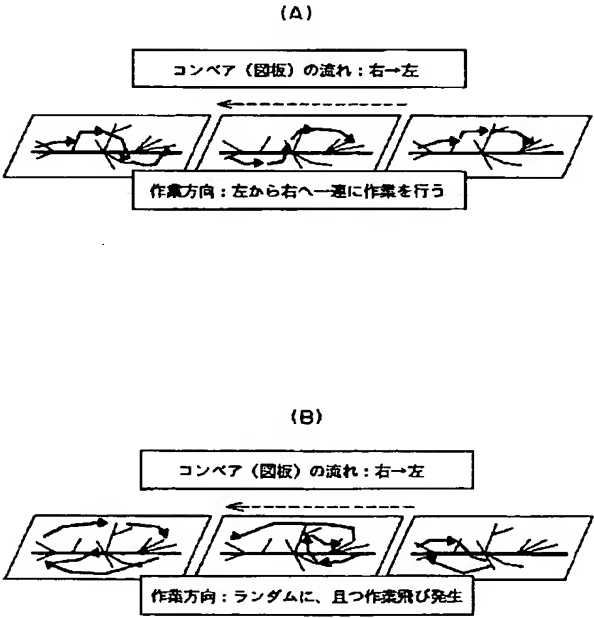 (A)
コンベア（図板）の流れ：右→左
作業方向：左から右へ一連に作業を行う
(B)
コンベア（図板）の流れ：右→左
作業方向：ランダムに、且つ作業飛び発生